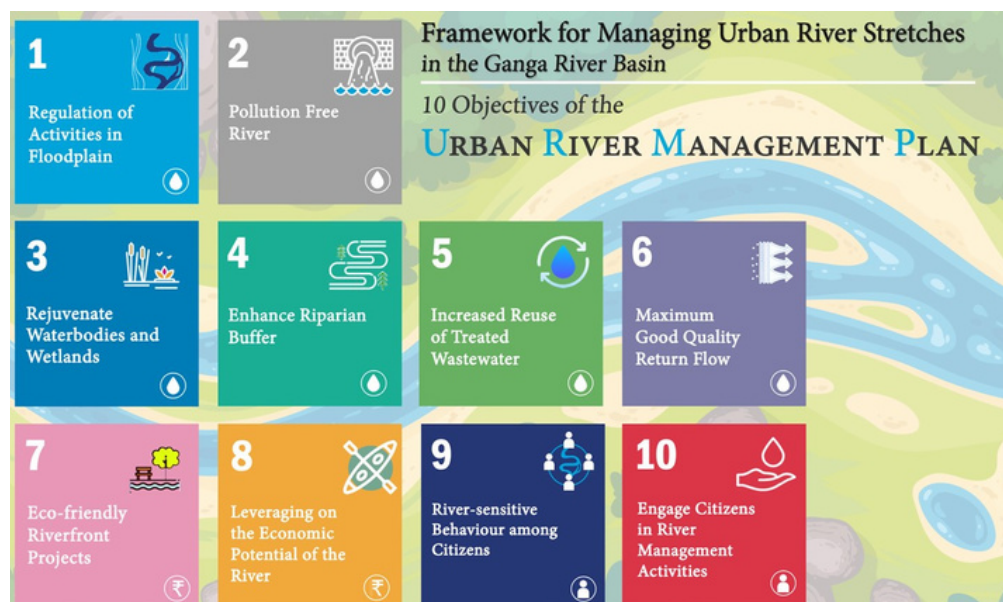 1
Regulation of
Activities in
Floodplain
2
Pollution Free
River
Framework for Managing Urban River Stretches
in the Ganga River Basin
10 Objectives of the
URBAN RIVER MANAGEMENT PLAN
3
Rejuvenate
Waterbodies and
Wetlands
4
Enhance Riparian
Buffer
5
Increased Reuse
of Treated
Wastewater
6
Maximum
Good Quality
Return Flow
7
Eco-friendly
Riverfront
Projects
₹
8
Leveraging on
the Economic
Potential of the
River
₹
9
River-sensitive
Behaviour among
Citizens
10
Engage Citizens
in River
Management
Activities